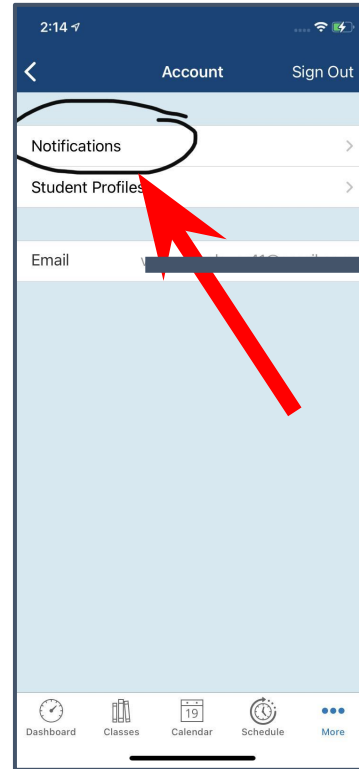 2:14
Account
Sign Out
Notifications
Student Profiles
Email
19
Dashboard
Classes
Calendar
Schedule
More